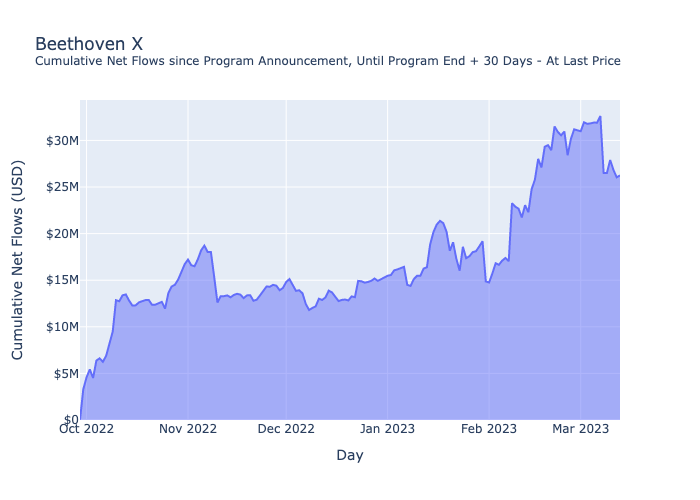 Beethoven X
Cumulative Net Flows since Program Announcement, Until Program End + 30 Days - At Last Price
Cumulative Net Flows (USD)
$30M
$25M
$20M
$15M
$10M
$5M
$0
Oct 2022
Nov 2022
Dec 2022
Jan 2023
Feb 2023
Mar 2023
Day